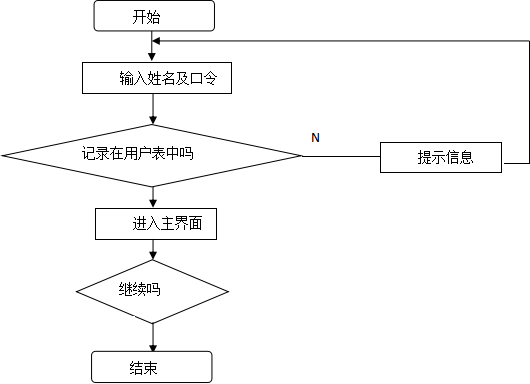 开始
输入姓名及口令
记录在用户表中吗
N
提示信息
进入主界面
继续吗
结束